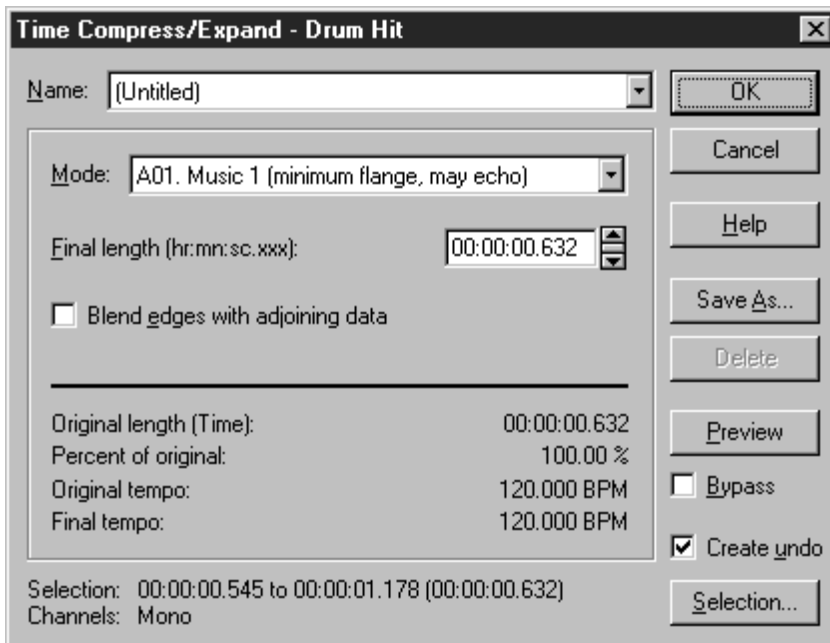 Time Compress/Expand - Drum Hit
Name: (Untitled)
OK
Cancel
Mode: A01. Music 1 (minimum flange, may echo)
Help
Final length (hr:mn:sc.xxx): 00:00:00.632
Save As...
Blend edges with adjoining data
Delete
Original length (Time): 00:00:00.632
Preview
Percent of original: 100.00 %
Original tempo: 120.000 BPM
Bypass
Final tempo: 120.000 BPM
Create undo
Selection: 00:00:00.545 to 00:00:01.178 (00:00:00.632)
Selection...
Channels: Mono